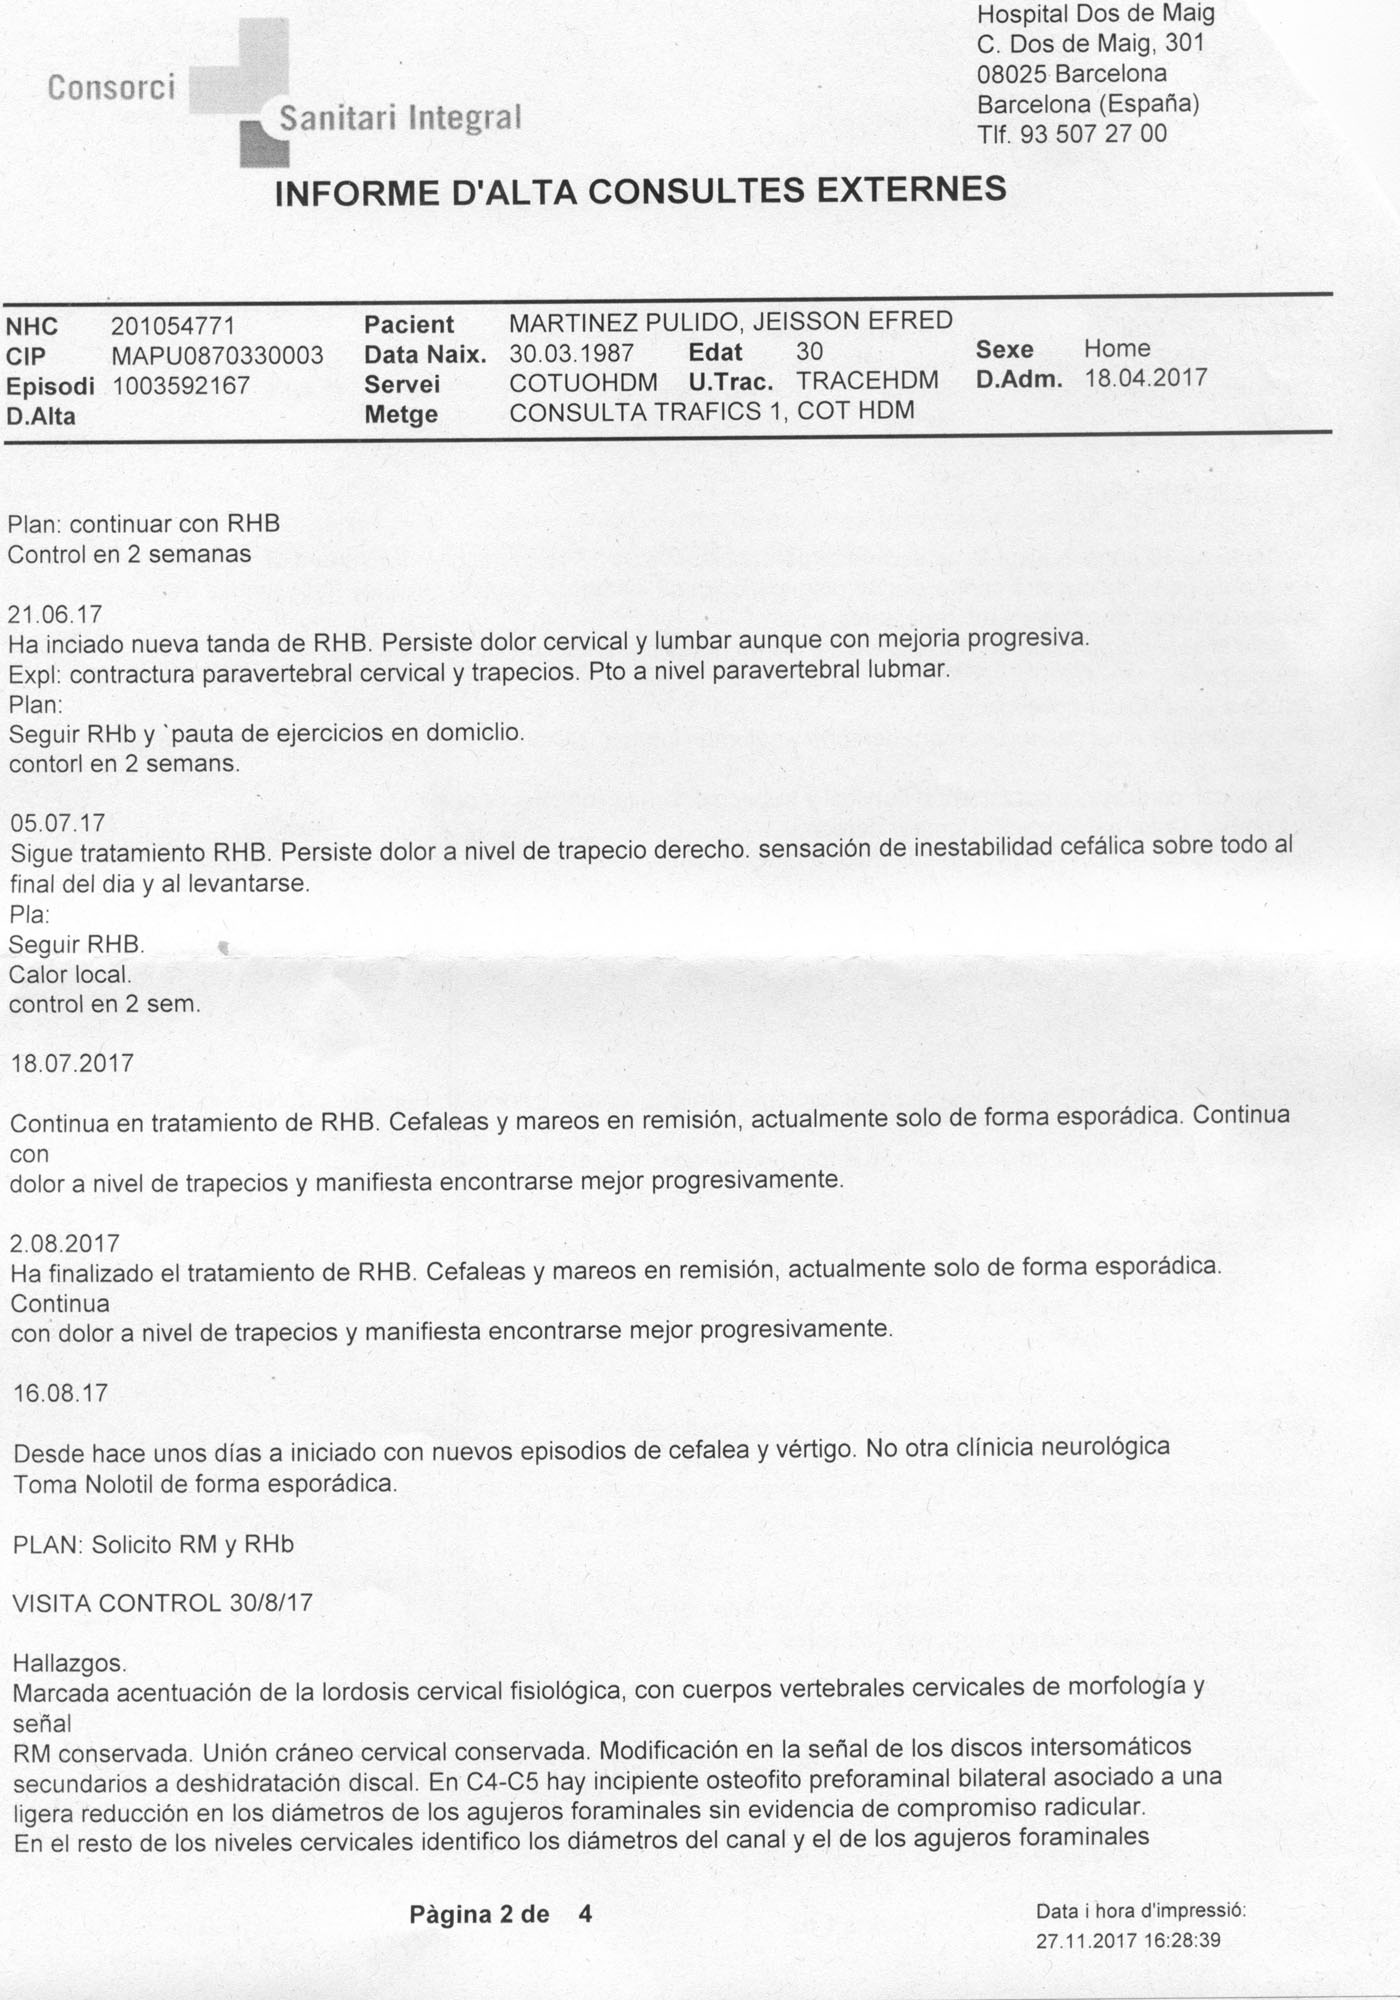 Hospital Dos de Maig
C. Dos de Maig, 301
08025 Barcelona
Barcelona (España)
Tlf. 93 507 27 00
Consorci
Sanitari Integral
INFORME D'ALTA CONSULTES EXTERNES
NHC 201054771 Pacient MARTINEZ PULIDO, JEISSON EFRED
CIP MAPU0870330003 Data Naix. 30.03.1987 Edat 30 Sexe Home
Episodi 1003592167 Servei COTUOHDM U.Trac. TRACEHDM D.Adm. 18.04.2017
D.Alta Metge CONSULTA TRAFICS 1, COT HDM
Plan: continuar con RHB
Control en 2 semanas
21.06.17
Ha inciado nueva tanda de RHB. Persiste dolor cervical y lumbar aunque con mejoria progresiva.
Expl: contractura paravertebral cervical y trapecios. Pto a nivel paravertebral lubmar.
Plan:
Seguir RHb y `pauta de ejercicios en domiclio.
contorl en 2 semans.
05.07.17
Sigue tratamiento RHB. Persiste dolor a nivel de trapecio derecho. sensación de inestabilidad cefálica sobre todo al
final del dia y al levantarse.
Pla:
Seguir RHB.
Calor local.
control en 2 sem.
18.07.2017
Continua en tratamiento de RHB. Cefaleas y mareos en remisión, actualmente solo de forma esporádica. Continua
con
dolor a nivel de trapecios y manifiesta encontrarse mejor progresivamente.
2.08.2017
Ha finalizado el tratamiento de RHB. Cefaleas y mareos en remisión, actualmente solo de forma esporádica.
Continua
con dolor a nivel de trapecios y manifiesta encontrarse mejor progresivamente.
16.08.17
Desde hace unos días a iniciado con nuevos episodios de cefalea y vértigo. No otra clínicia neurológica
Toma Nolotil de forma esporádica.
PLAN: Solicito RM y RHb
VISITA CONTROL 30/8/17
Hallazgos.
Marcada acentuación de la lordosis cervical fisiológica, con cuerpos vertebrales cervicales de morfología y
señal
RM conservada. Unión cráneo cervical conservada. Modificación en la señal de los discos intersomáticos
secundarios a deshidratación discal. En C4-C5 hay incipiente osteofito preforaminal bilateral asociado a una
ligera reducción en los diámetros de los agujeros foraminales sin evidencia de compromiso radicular.
En el resto de los niveles cervicales identifico los diámetros del canal y el de los agujeros foraminales
Pàgina 2 de 4
Data i hora d'impressió:
27.11.2017 16:28:39